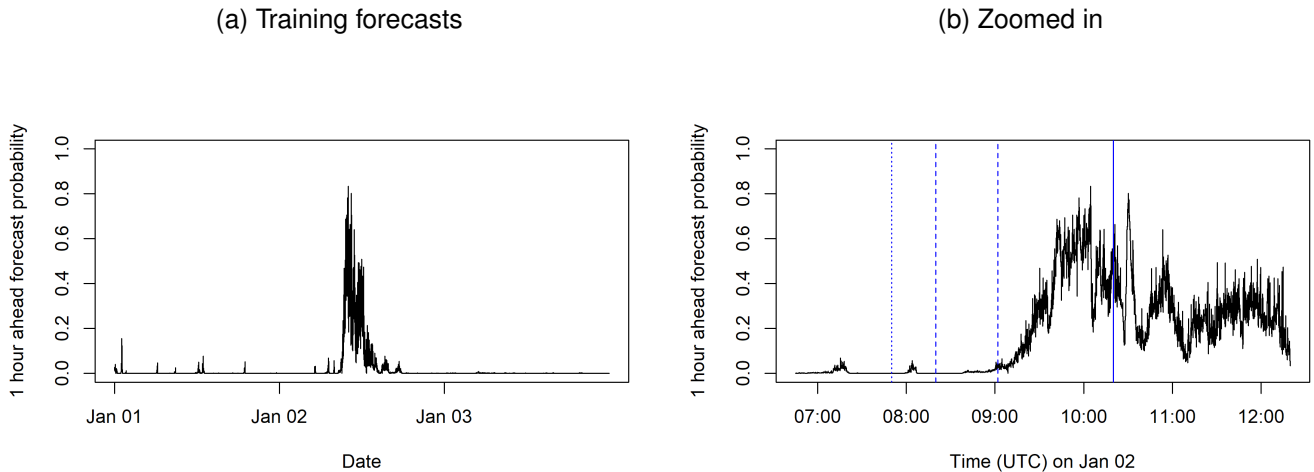 (a) Training forecasts
1 hour ahead forecast probability
0.0 0.2 0.4 0.6 0.8 1.0
Jan 01 Jan 02 Jan 03
Date
(b) Zoomed in
1 hour ahead forecast probability
0.0 0.2 0.4 0.6 0.8 1.0
07:00 08:00 09:00 10:00 11:00 12:00
Time (UTC) on Jan 02